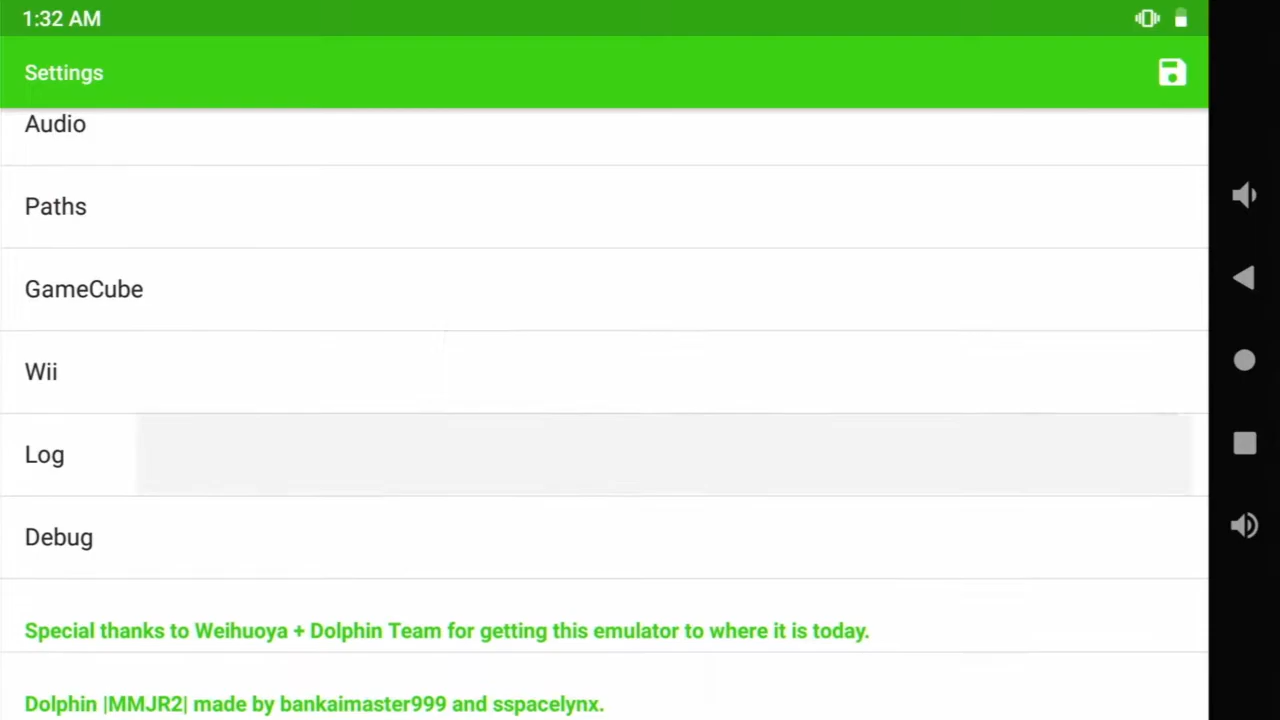 1:32 AM
Settings
Audio
Paths
GameCube
Wii
Log
Debug
Special thanks to Weihuoya + Dolphin Team for getting this emulator to where it is today.
Dolphin |MMJR2| made by bankaimaster999 and sspacelynx.